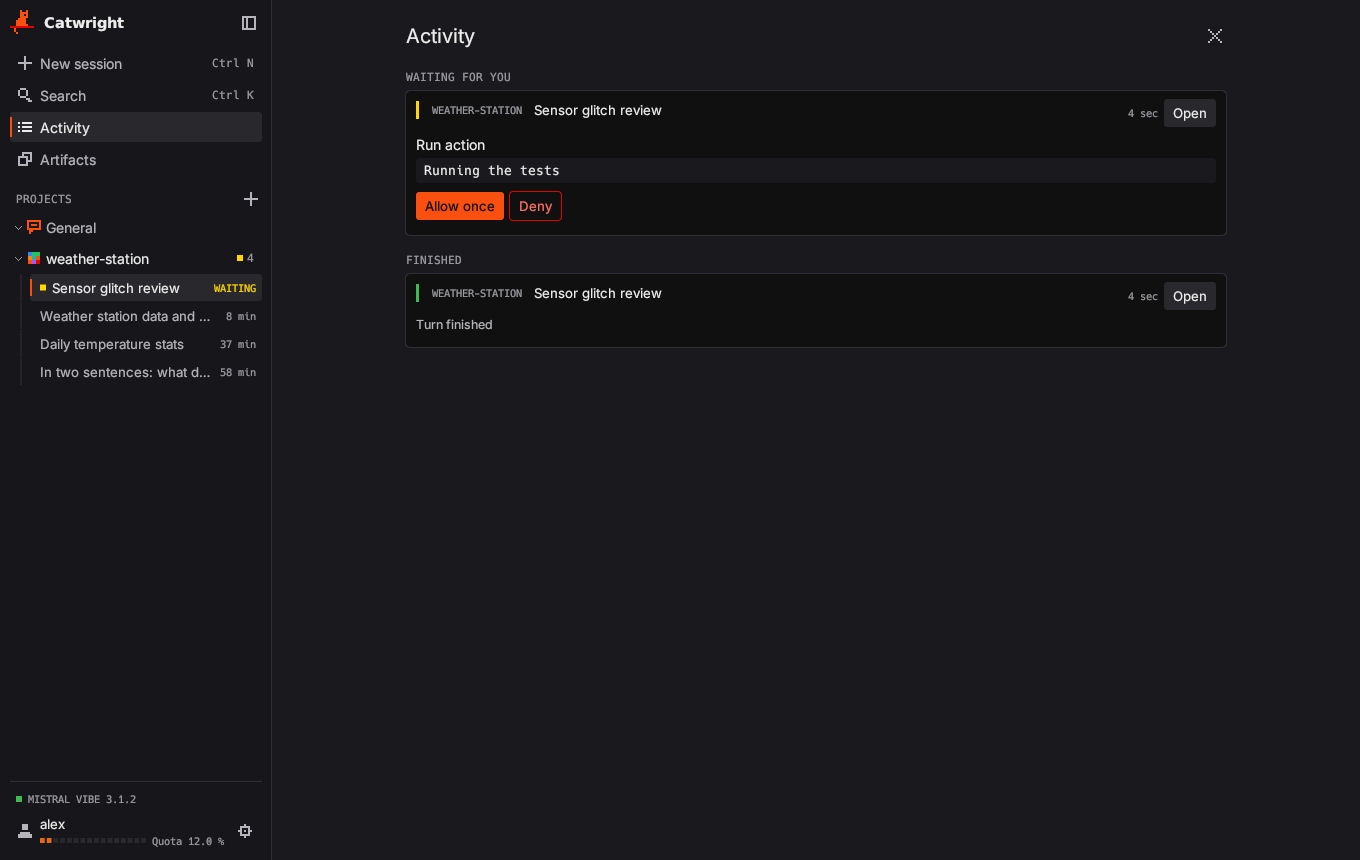 Catwright
New session Ctrl N
Search Ctrl K
Activity
Artifacts
PROJECTS
General
weather-station 4
Sensor glitch review WAITING
Weather station data and ... 8 min
Daily temperature stats 37 min
In two sentences: what d... 58 min
MISTRAL VIBE 3.1.2
alex
Quota 12.0 %
Activity
WAITING FOR YOU
WEATHER-STATION Sensor glitch review 4 sec Open
Run action
Running the tests
Allow once Deny
FINISHED
WEATHER-STATION Sensor glitch review 4 sec Open
Turn finished